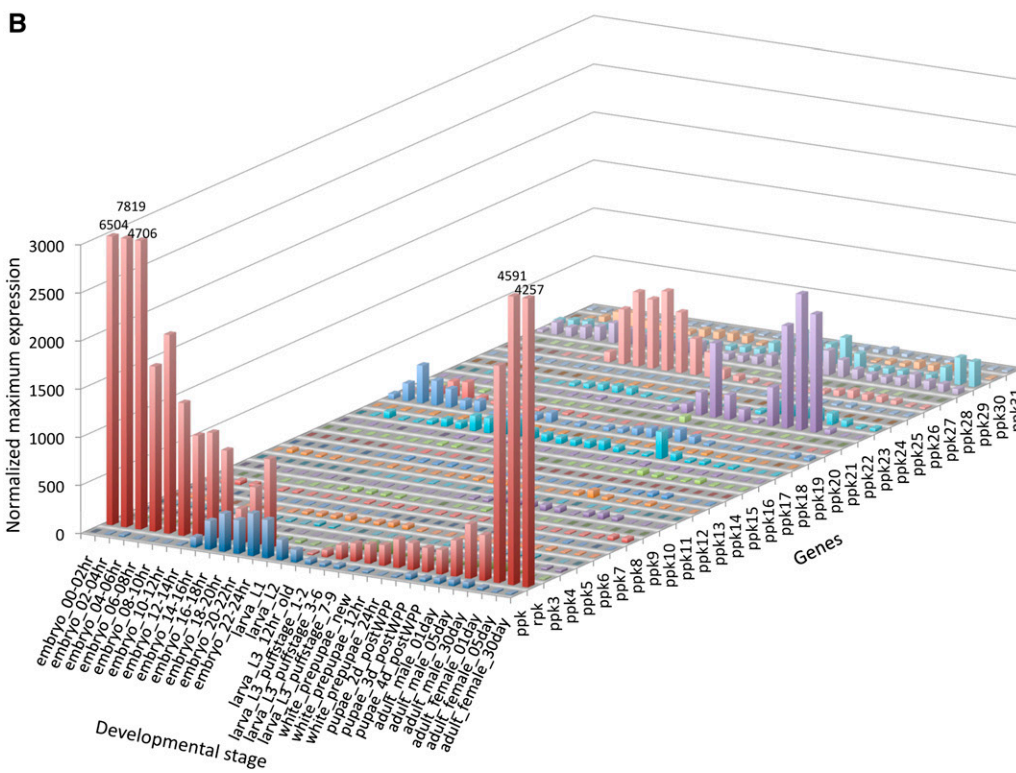 B
7819
6504
4706
4591
4257
3000
2500
2000
1500
1000
500
0
Normalized maximum expression
embryo_00-02hr
embryo_02-04hr
embryo_04-06hr
embryo_06-08hr
embryo_08-10hr
embryo_10-12hr
embryo_12-14hr
embryo_14-16hr
embryo_16-18hr
embryo_18-20hr
embryo_20-22hr
embryo_22-24hr
larva_L1
larva_L2
larva_L3_12hr_old
larva_L3_puffstage_1-2
larva_L3_puffstage_3-6
larva_L3_puffstage_7-9
white_prepupae_new
white_prepupae_12hr
white_prepupae_24hr
pupae_2d_postWPP
pupae_3d_postWPP
pupae_4d_postWPP
adult_male_01day
adult_male_05day
adult_male_30day
adult_female_01day
adult_female_05day
adult_female_30day
Developmental stage
ppk
rpk
ppk3
ppk4
ppk5
ppk6
ppk7
ppk8
ppk9
ppk10
ppk11
ppk12
ppk13
ppk14
ppk15
ppk16
ppk17
ppk18
ppk19
ppk20
ppk21
ppk22
ppk23
ppk24
ppk25
ppk26
ppk27
ppk28
ppk29
ppk30
ppk31
Genes